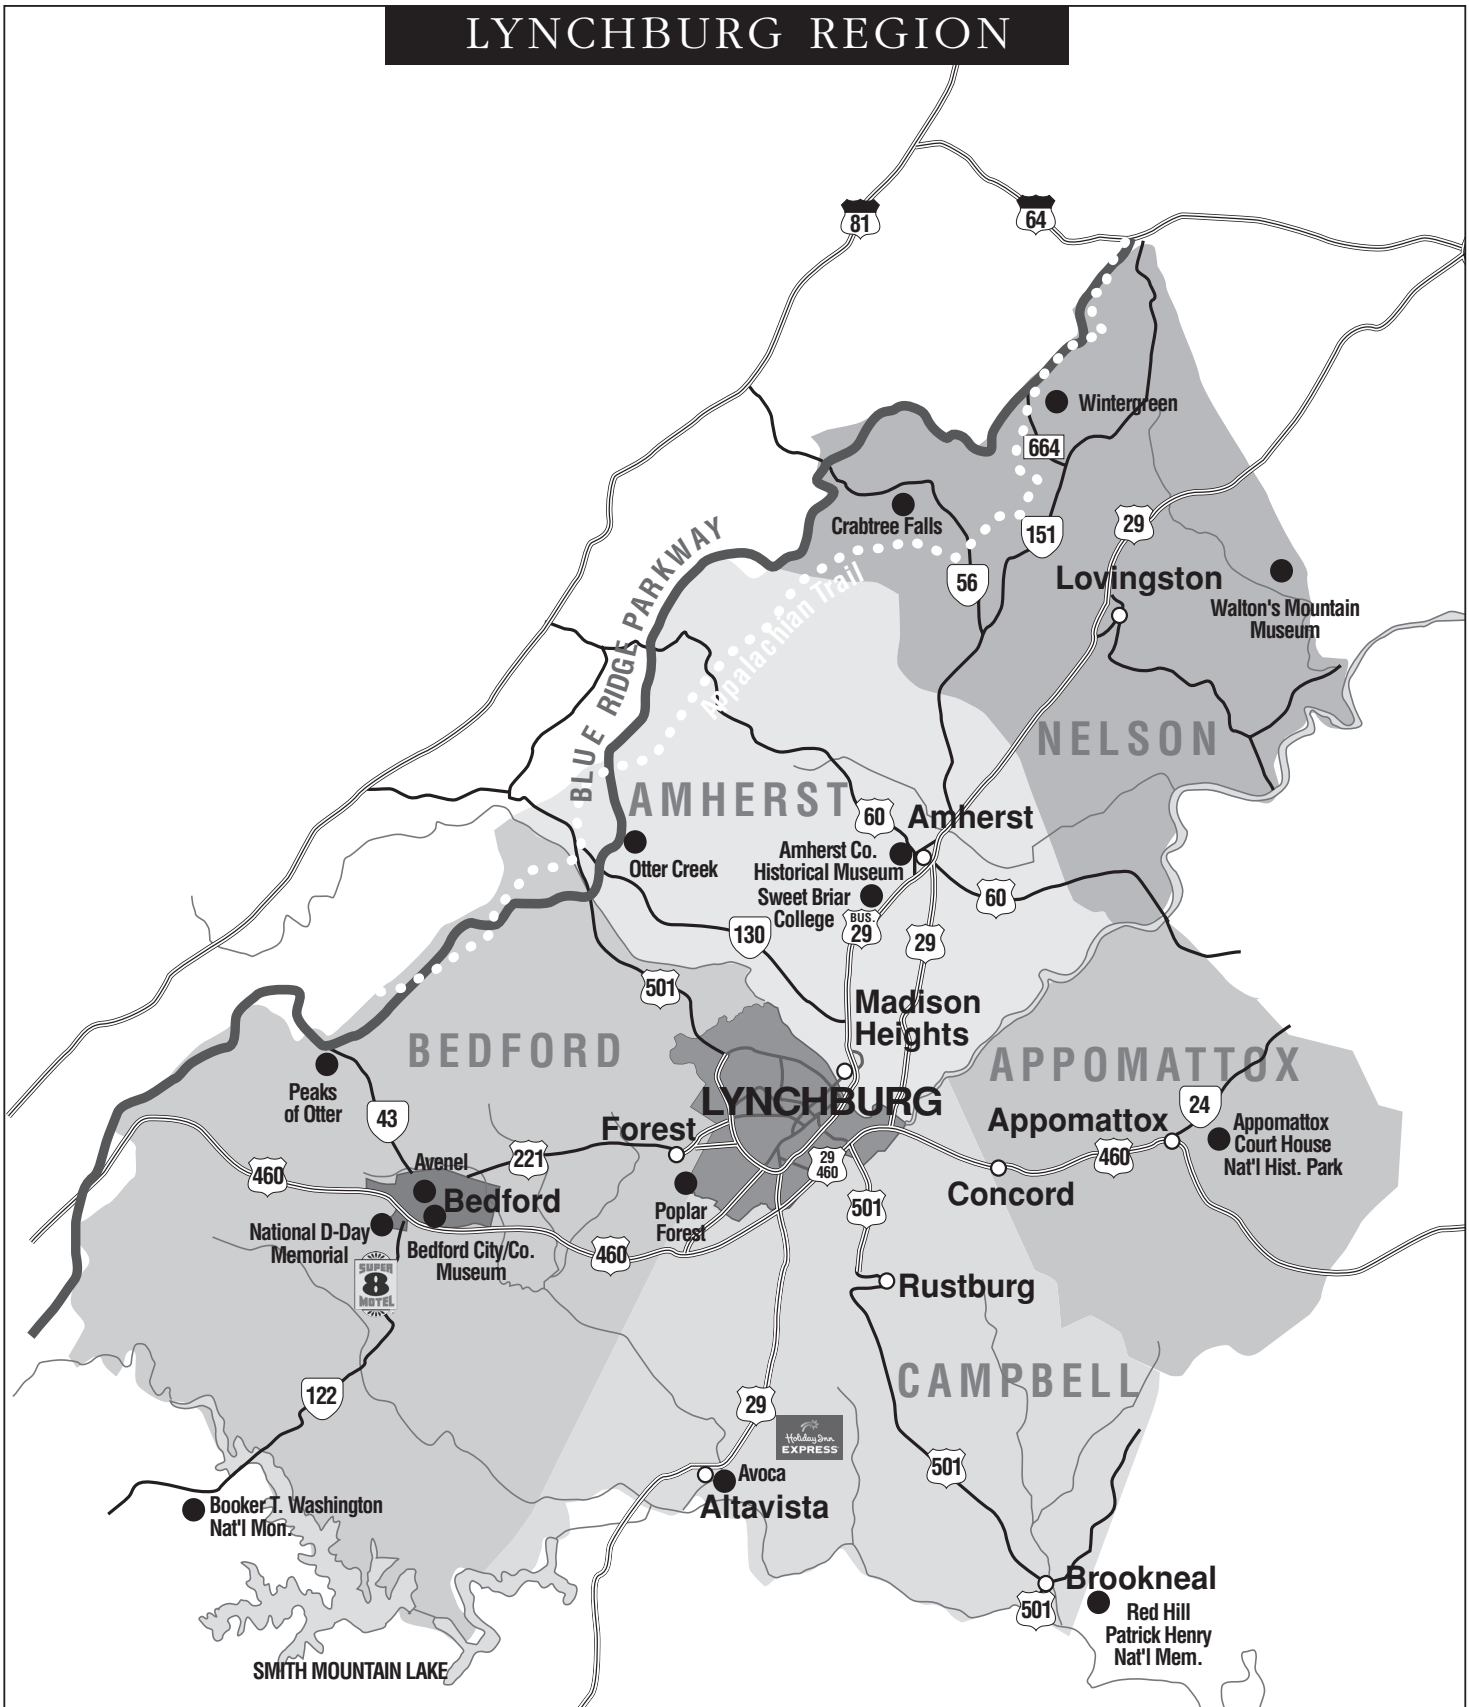 LYNCHBURG REGION
81
64
Wintergreen
664
Crabtree Falls
151
29
56
Lovingston
Walton's Mountain
Museum
BLUE RIDGE PARKWAY
Appalachian Trail
NELSON
AMHERST
60
Amherst
Otter Creek
Amherst Co.
Historical Museum
Sweet Briar
College
BUS.
29
60
130
29
501
Madison
Heights
BEDFORD
APPOMATTOX
Peaks
of Otter
43
LYNCHBURG
24
Appomattox
Appomattox
Court House
Nat'l Hist. Park
Forest
221
Avenel
460
29
460
460
Bedford
Concord
Poplar
Forest
501
National D-Day
Memorial
Bedford City/Co.
Museum
460
SUPER
8
MOTEL
Rustburg
CAMPBELL
122
29
Holiday Inn
EXPRESS
501
Avoca
Altavista
Booker T. Washington
Nat'l Mon.
Brookneal
501
Red Hill
Patrick Henry
Nat'l Mem.
SMITH MOUNTAIN LAKE